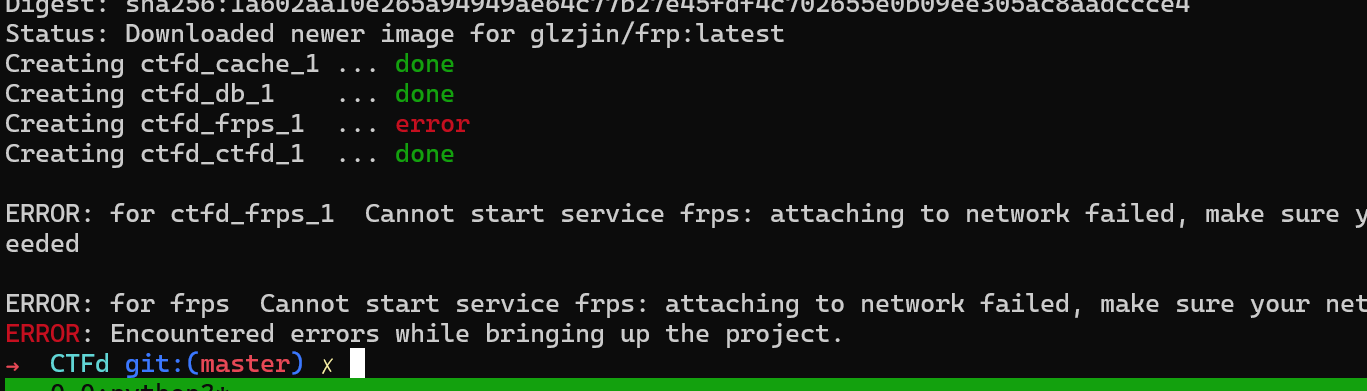 Digest: sha256:1a602aa10e265a94949ae64c77b27e45fdf4c702655e0b09ee305ac8aadccce4
Status: Downloaded newer image for glzjin/frp:latest
Creating ctfd_cache_1 ... done
Creating ctfd_db_1    ... done
Creating ctfd_frps_1  ... error
Creating ctfd_ctfd_1  ... done
ERROR: for ctfd_frps_1  Cannot start service frps: attaching to network failed, make sure y
eeded
ERROR: for frps  Cannot start service frps: attaching to network failed, make sure your net
ERROR: Encountered errors while bringing up the project.
→  CTFd git:(master) ✗
0.0:python3*